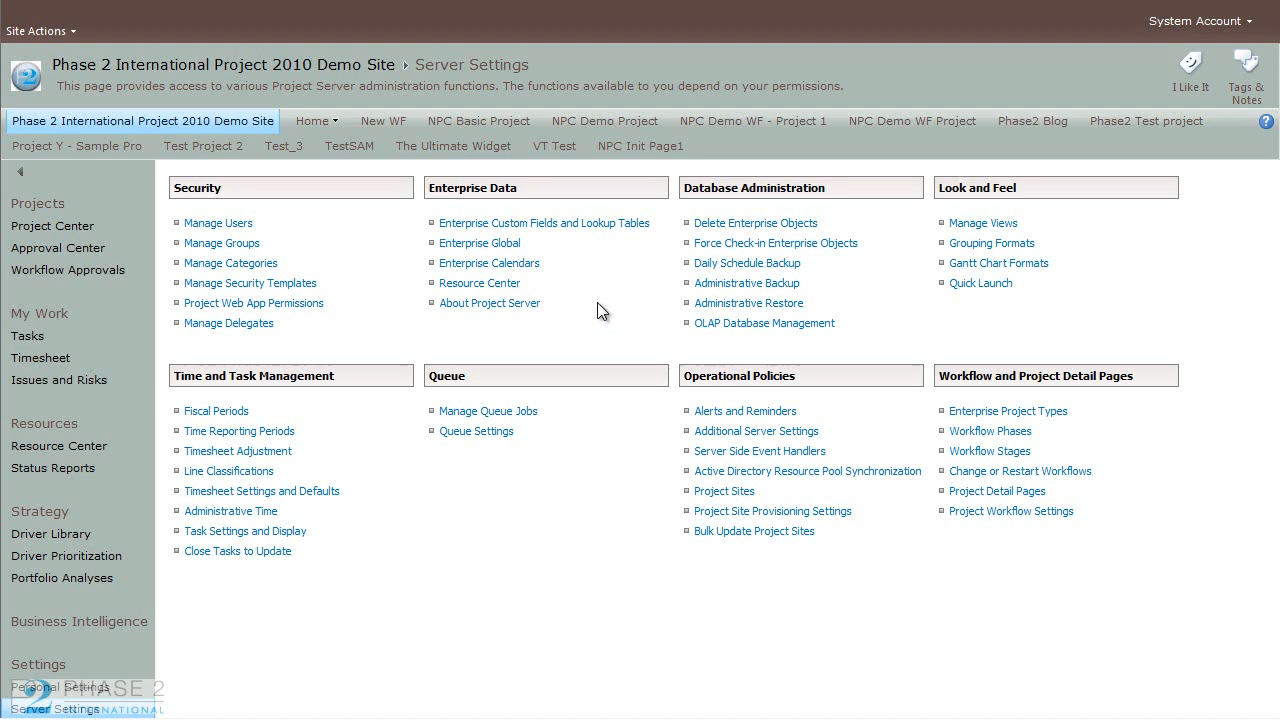 System Account
Site Actions
Phase 2 International Project 2010 Demo Site Server Settings
This page provides access to various Project Server administration functions. The functions available to you depend on your permissions.
I Like It
Tags & Notes
Phase 2 International Project 2010 Demo Site Home New WF NPC Basic Project NPC Demo Project NPC Demo WF - Project 1 NPC Demo WF Project Phase2 Blog Phase2 Test project
Project Y - Sample Pro Test Project 2 Test_3 TestSAM The Ultimate Widget VT Test NPC Init Page1
Projects
Project Center
Approval Center
Workflow Approvals
My Work
Tasks
Timesheet
Issues and Risks
Resources
Resource Center
Status Reports
Strategy
Driver Library
Driver Prioritization
Portfolio Analyses
Business Intelligence
Settings
Personal Settings
Server Settings
PHASE 2
INTERNATIONAL
Security
Manage Users
Manage Groups
Manage Categories
Manage Security Templates
Project Web App Permissions
Manage Delegates
Enterprise Data
Enterprise Custom Fields and Lookup Tables
Enterprise Global
Enterprise Calendars
Resource Center
About Project Server
Database Administration
Delete Enterprise Objects
Force Check-in Enterprise Objects
Daily Schedule Backup
Administrative Backup
Administrative Restore
OLAP Database Management
Look and Feel
Manage Views
Grouping Formats
Gantt Chart Formats
Quick Launch
Time and Task Management
Fiscal Periods
Time Reporting Periods
Timesheet Adjustment
Line Classifications
Timesheet Settings and Defaults
Administrative Time
Task Settings and Display
Close Tasks to Update
Queue
Manage Queue Jobs
Queue Settings
Operational Policies
Alerts and Reminders
Additional Server Settings
Server Side Event Handlers
Active Directory Resource Pool Synchronization
Project Sites
Project Site Provisioning Settings
Bulk Update Project Sites
Workflow and Project Detail Pages
Enterprise Project Types
Workflow Phases
Workflow Stages
Change or Restart Workflows
Project Detail Pages
Project Workflow Settings